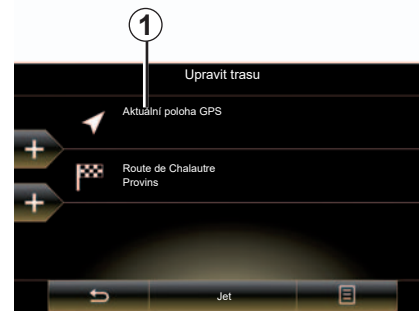 1
Upravit trasu
Aktuální poloha GPS
Route de Chalautre
Provins
Jet